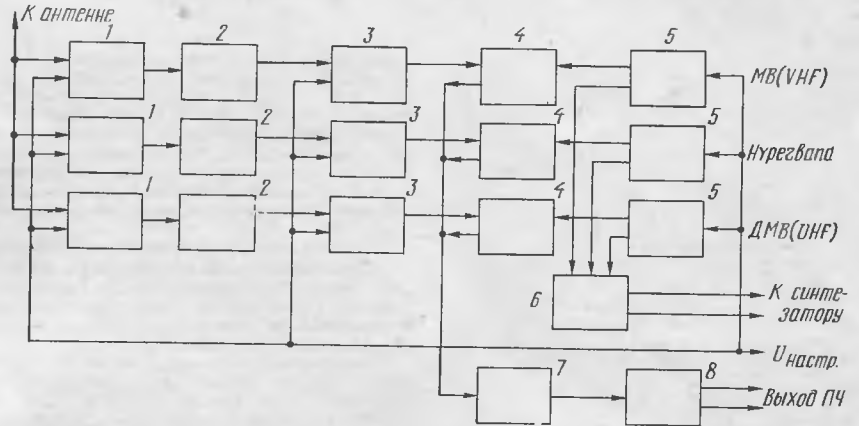 К антенне
1
2
3
4
5
МВ(VHF)
1
2
3
4
5
Hypegвana
1
2
3
4
5
ДМВ(UHF)
6
К синте-
затору
Uнастр.
7
8
Выход ПЧ